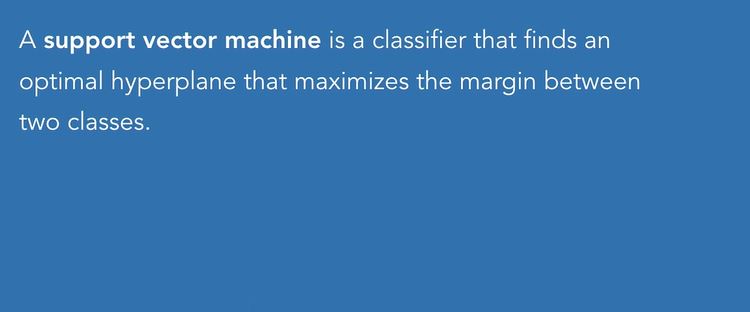 A support vector machine is a classifier that finds an
optimal hyperplane that maximizes the margin between
two classes.